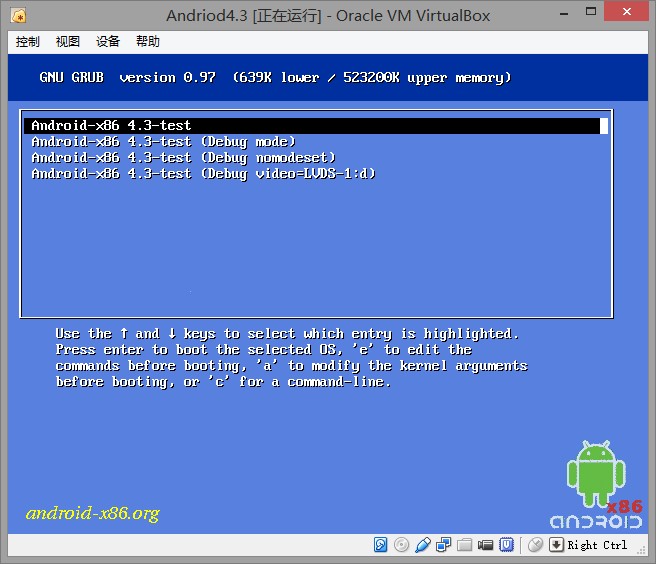 Andriod4.3 [正在运行] - Oracle VM VirtualBox
控制 视图 设备 帮助
GNU GRUB version 0.97 (639K lower / 523200K upper memory)
Android-x86 4.3-test
Android-x86 4.3-test (Debug mode)
Android-x86 4.3-test (Debug nomodeset)
Android-x86 4.3-test (Debug video=LVDS-1:d)
Use the ↑ and ↓ keys to select which entry is highlighted.
Press enter to boot the selected OS, 'e' to edit the
commands before booting, 'a' to modify the kernel arguments
before booting, or 'c' for a command-line.
android-x86.org
x86
ANDROID
Right Ctrl